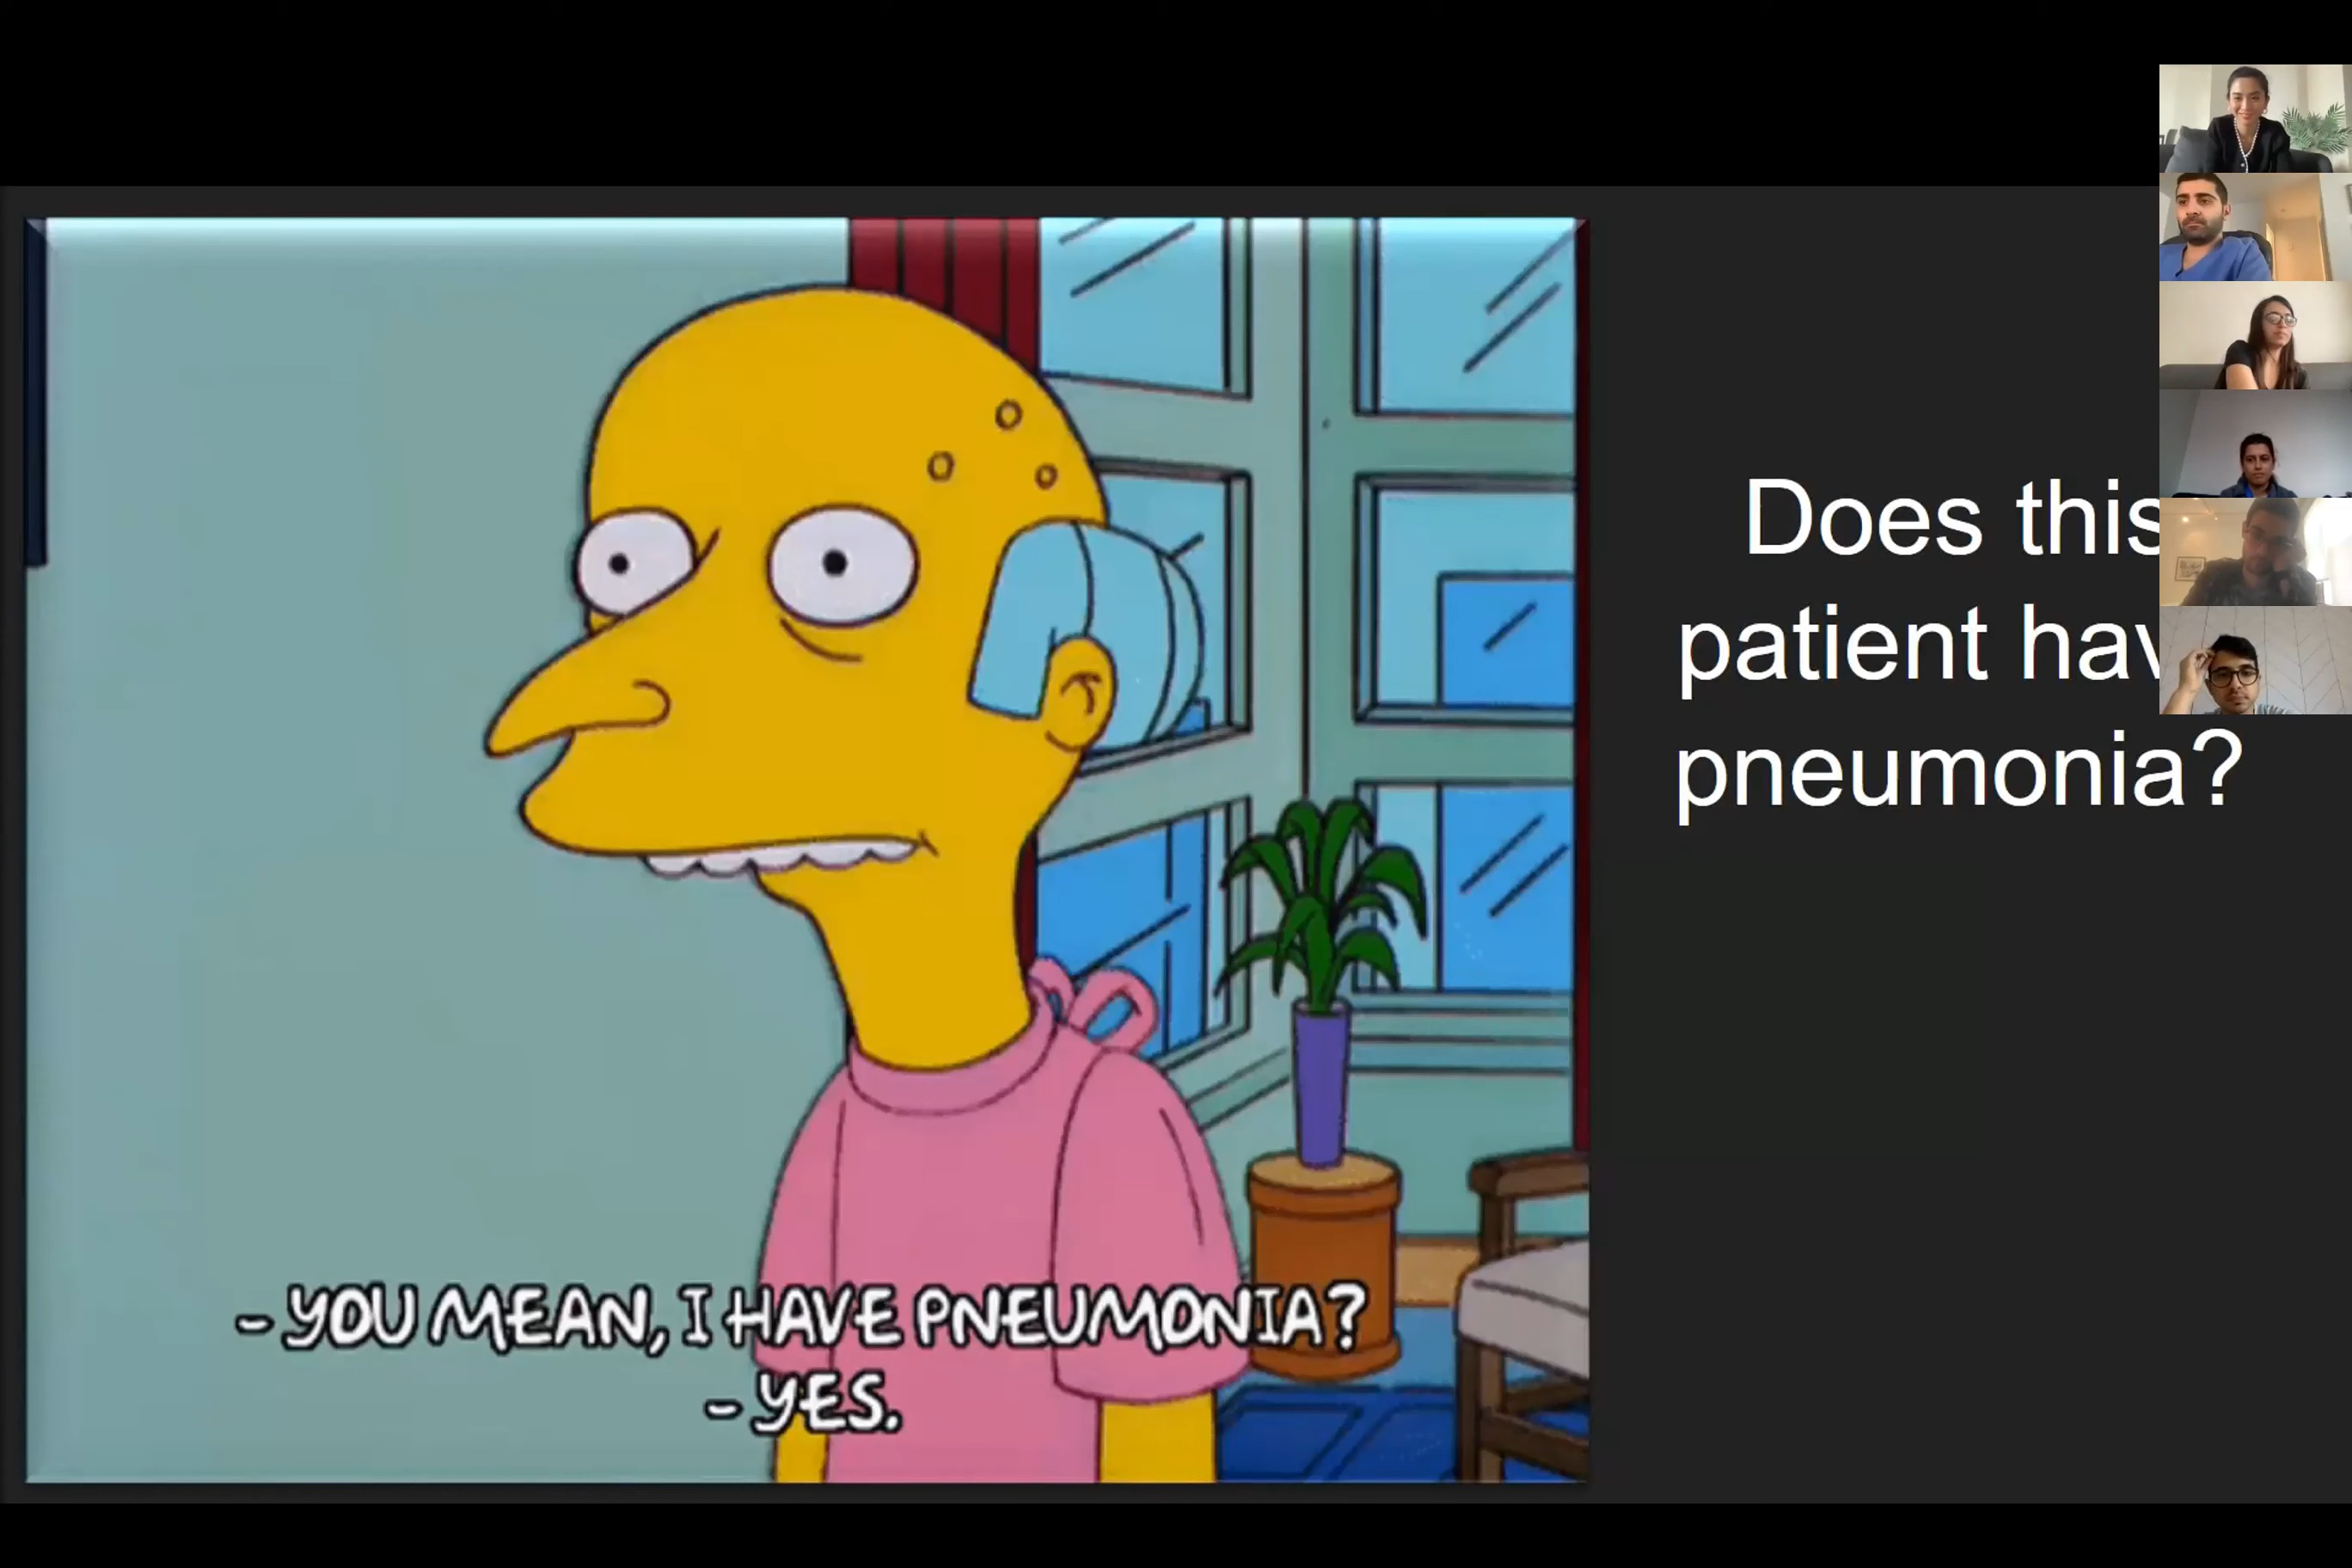 Does this
patient hav
pneumonia?
- YOU MEAN, I HAVE PNEUMONIA?
- YES.